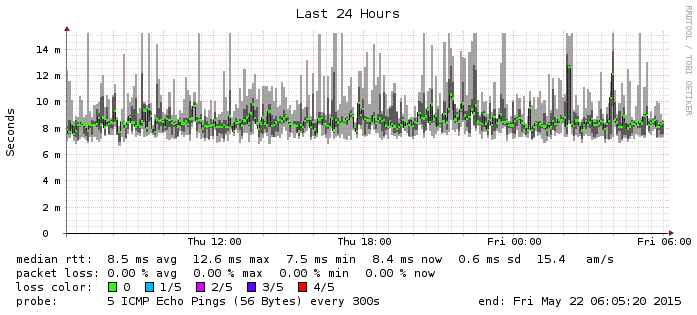 Last 24 Hours
RRDTOOL / TOBI OETIKER
Seconds
14 m
12 m
10 m
8 m
6 m
4 m
2 m
0
Thu 12:00 Thu 18:00 Fri 00:00 Fri 06:00
median rtt: 8.5 ms avg 12.6 ms max 7.5 ms min 8.4 ms now 0.6 ms sd 15.4 am/s
packet loss: 0.00 % avg 0.00 % max 0.00 % min 0.00 % now
loss color: 0 1/5 2/5 3/5 4/5
probe: 5 ICMP Echo Pings (56 Bytes) every 300s end: Fri May 22 06:05:20 2015